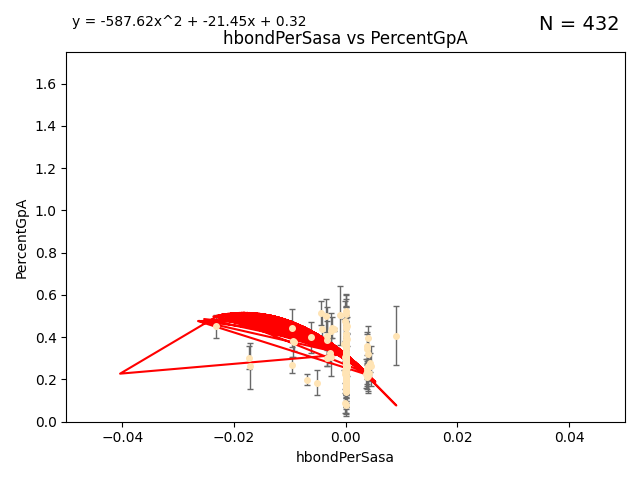 y = -587.62x^2 + -21.45x + 0.32
N = 432
hbondPerSasa vs PercentGpA
PercentGpA
1.6
1.4
1.2
1.0
0.8
0.6
0.4
0.2
0.0
−0.04
−0.02
0.00
0.02
0.04
hbondPerSasa